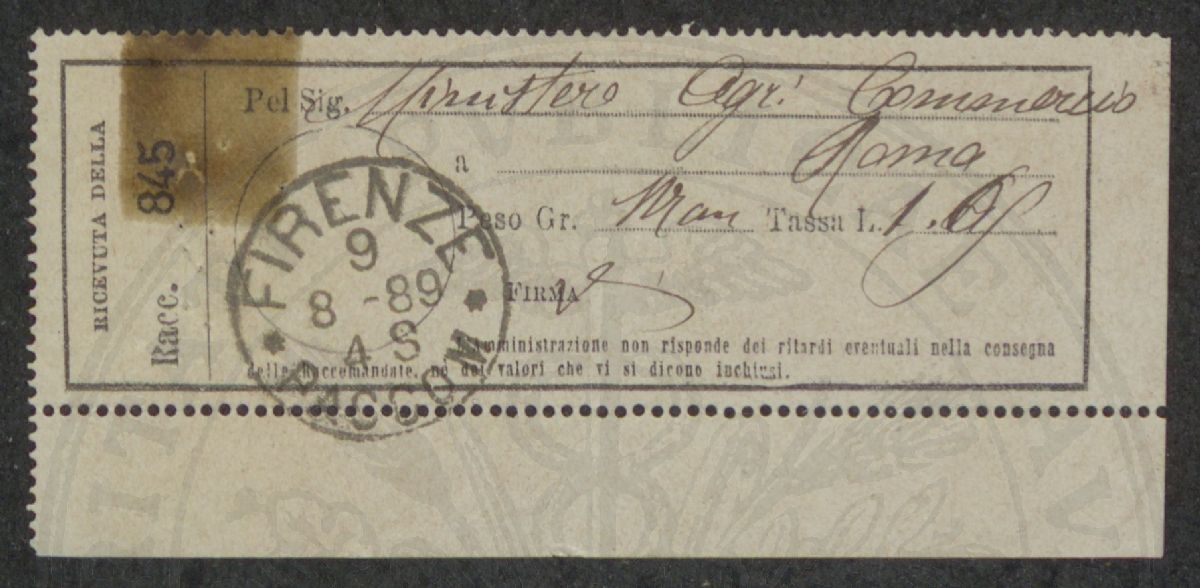 RICEVUTA DELLA
Racc. 845
Pel Sig. Ministero Agri. Commercio
a Roma
Peso Gr. Tassa L. 1.05
FIRMA
L'Amministrazione non risponde dei ritardi eventuali nella consegna
delle Raccomandate, nè dei valori che vi si dicono inchiusi.
FIRENZE
9
8 -89
4 S
RACCOM